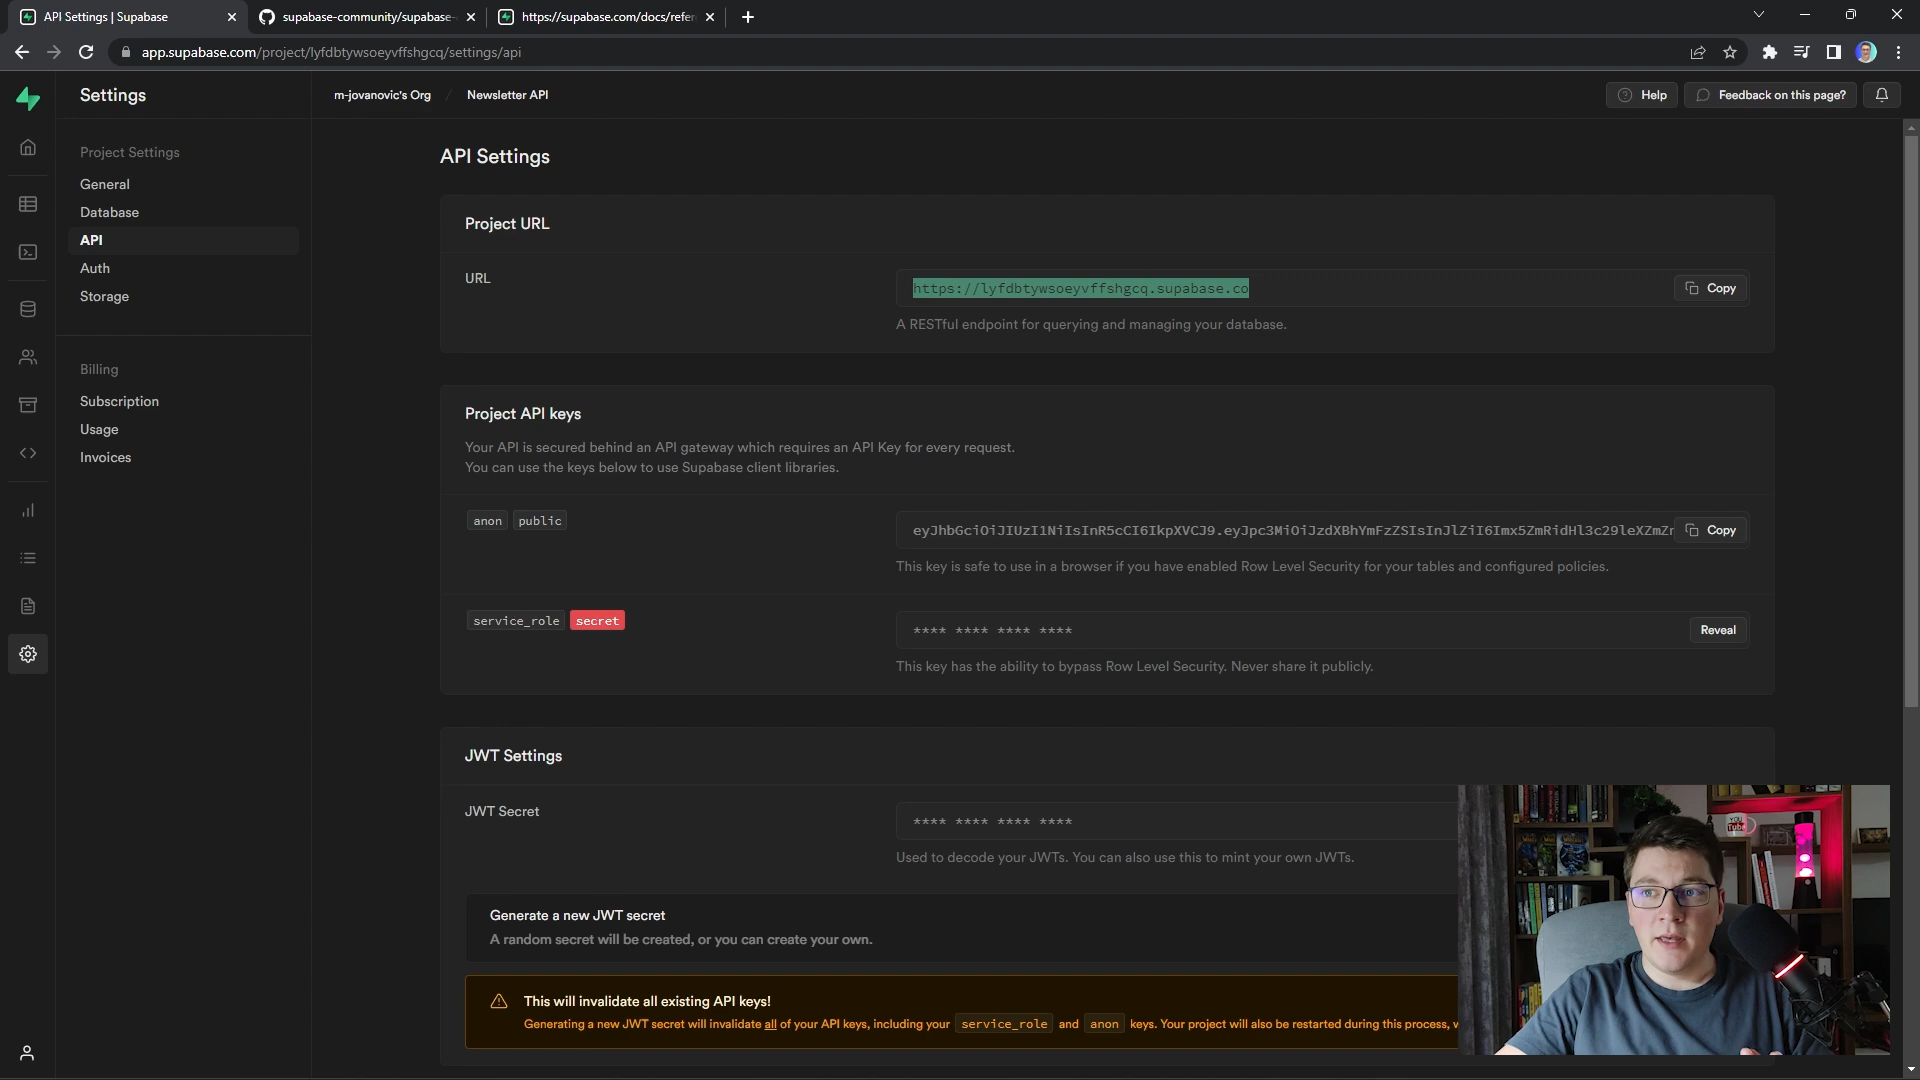 API Settings | Supabase
supabase-community/supabase-
https://supabase.com/docs/refer
app.supabase.com/project/lyfdbtywsoeyvffshgcq/settings/api
Settings
m-jovanovic's Org / Newsletter API
Help
Feedback on this page?
Project Settings
General
Database
API
Auth
Storage
Billing
Subscription
Usage
Invoices
API Settings
Project URL
URL
https://lyfdbtywsoeyvffshgcq.supabase.co
Copy
A RESTful endpoint for querying and managing your database.
Project API keys
Your API is secured behind an API gateway which requires an API Key for every request.
You can use the keys below to use Supabase client libraries.
anon public
eyJhbGciOiJIUzI1NiIsInR5cCI6IkpXVCJ9.eyJpc3MiOiJzdXBhYmFzZSIsInJlZiI6Imx5ZmRidHl3c29leXZmZr
Copy
This key is safe to use in a browser if you have enabled Row Level Security for your tables and configured policies.
service_role secret
**** **** **** ****
Reveal
This key has the ability to bypass Row Level Security. Never share it publicly.
JWT Settings
JWT Secret
**** **** **** ****
Used to decode your JWTs. You can also use this to mint your own JWTs.
Generate a new JWT secret
A random secret will be created, or you can create your own.
This will invalidate all existing API keys!
Generating a new JWT secret will invalidate all of your API keys, including your service_role and anon keys. Your project will also be restarted during this process,
YOU